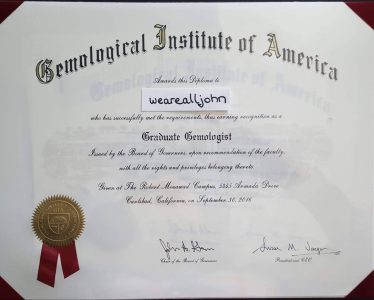 Gemological Institute of America
Awards this Diploma to
wearealljohn
who has successfully met the requirements, thus earning recognition as a
Graduate Gemologist
Issued by the Board of Governors, upon recommendation of the faculty,
with all the rights and privileges belonging thereto.
Given at The Robert Mouawad Campus, 5345 Armada Drive
Carlsbad, California, on September 30, 2016
Chair of the Board of Governors
President and CEO